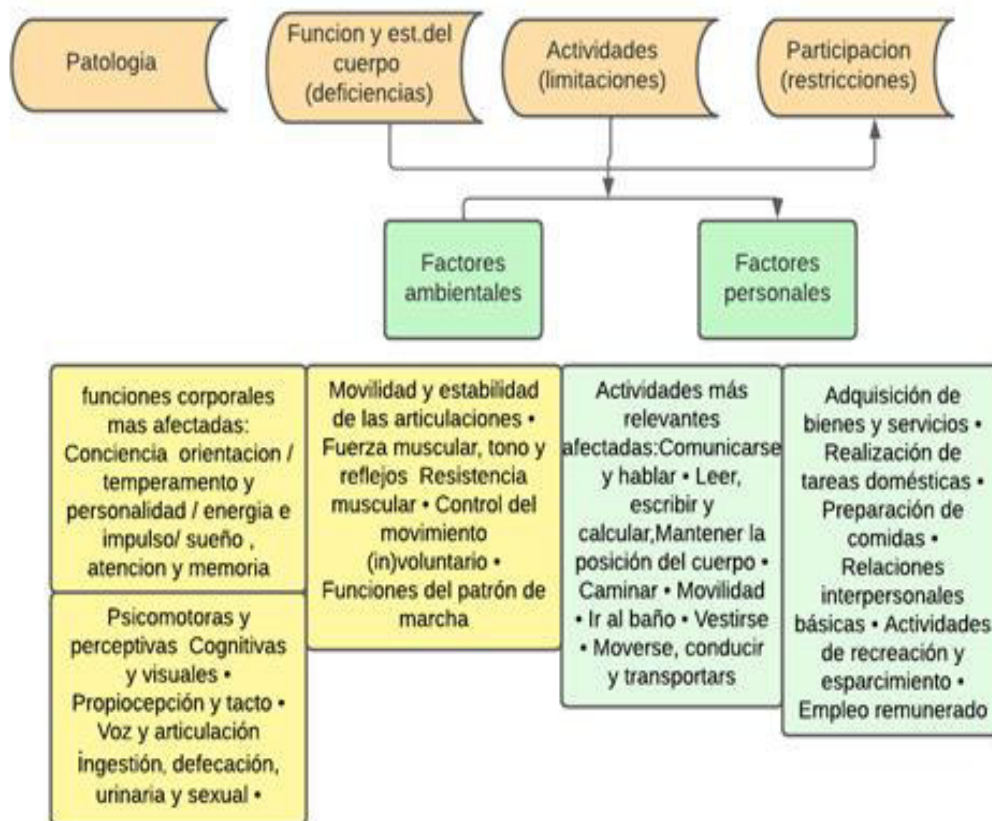 Patologia
Funcion y est.del
cuerpo
(deficiencias)
Actividades
(limitaciones)
Participacion
(restricciones)
Factores
ambientales
Factores
personales
funciones corporales
mas afectadas:
Conciencia orientacion /
temperamento y
personalidad / energia e
impulso/ sueño ,
atencion y memoria
Psicomotoras y
perceptivas Cognitivas
y visuales •
Propiocepción y tacto •
Voz y articulación
ingestión, defecación,
urinaria y sexual •
Movilidad y estabilidad
de las articulaciones •
Fuerza muscular, tono y
reflejos Resistencia
muscular • Control del
movimiento
(in)voluntario •
Funciones del patrón de
marcha
Actividades más
relevantes
afectadas:Comunicarse
y hablar • Leer,
escribir y
calcular,Mantener la
posición del cuerpo •
Caminar • Movilidad
• Ir al baño • Vestirse
• Moverse, conducir
y transportars
Adquisición de
bienes y servicios •
Realización de
tareas domésticas •
Preparación de
comidas •
Relaciones
interpersonales
básicas • Actividades
de recreación y
esparcimiento •
Empleo remunerado